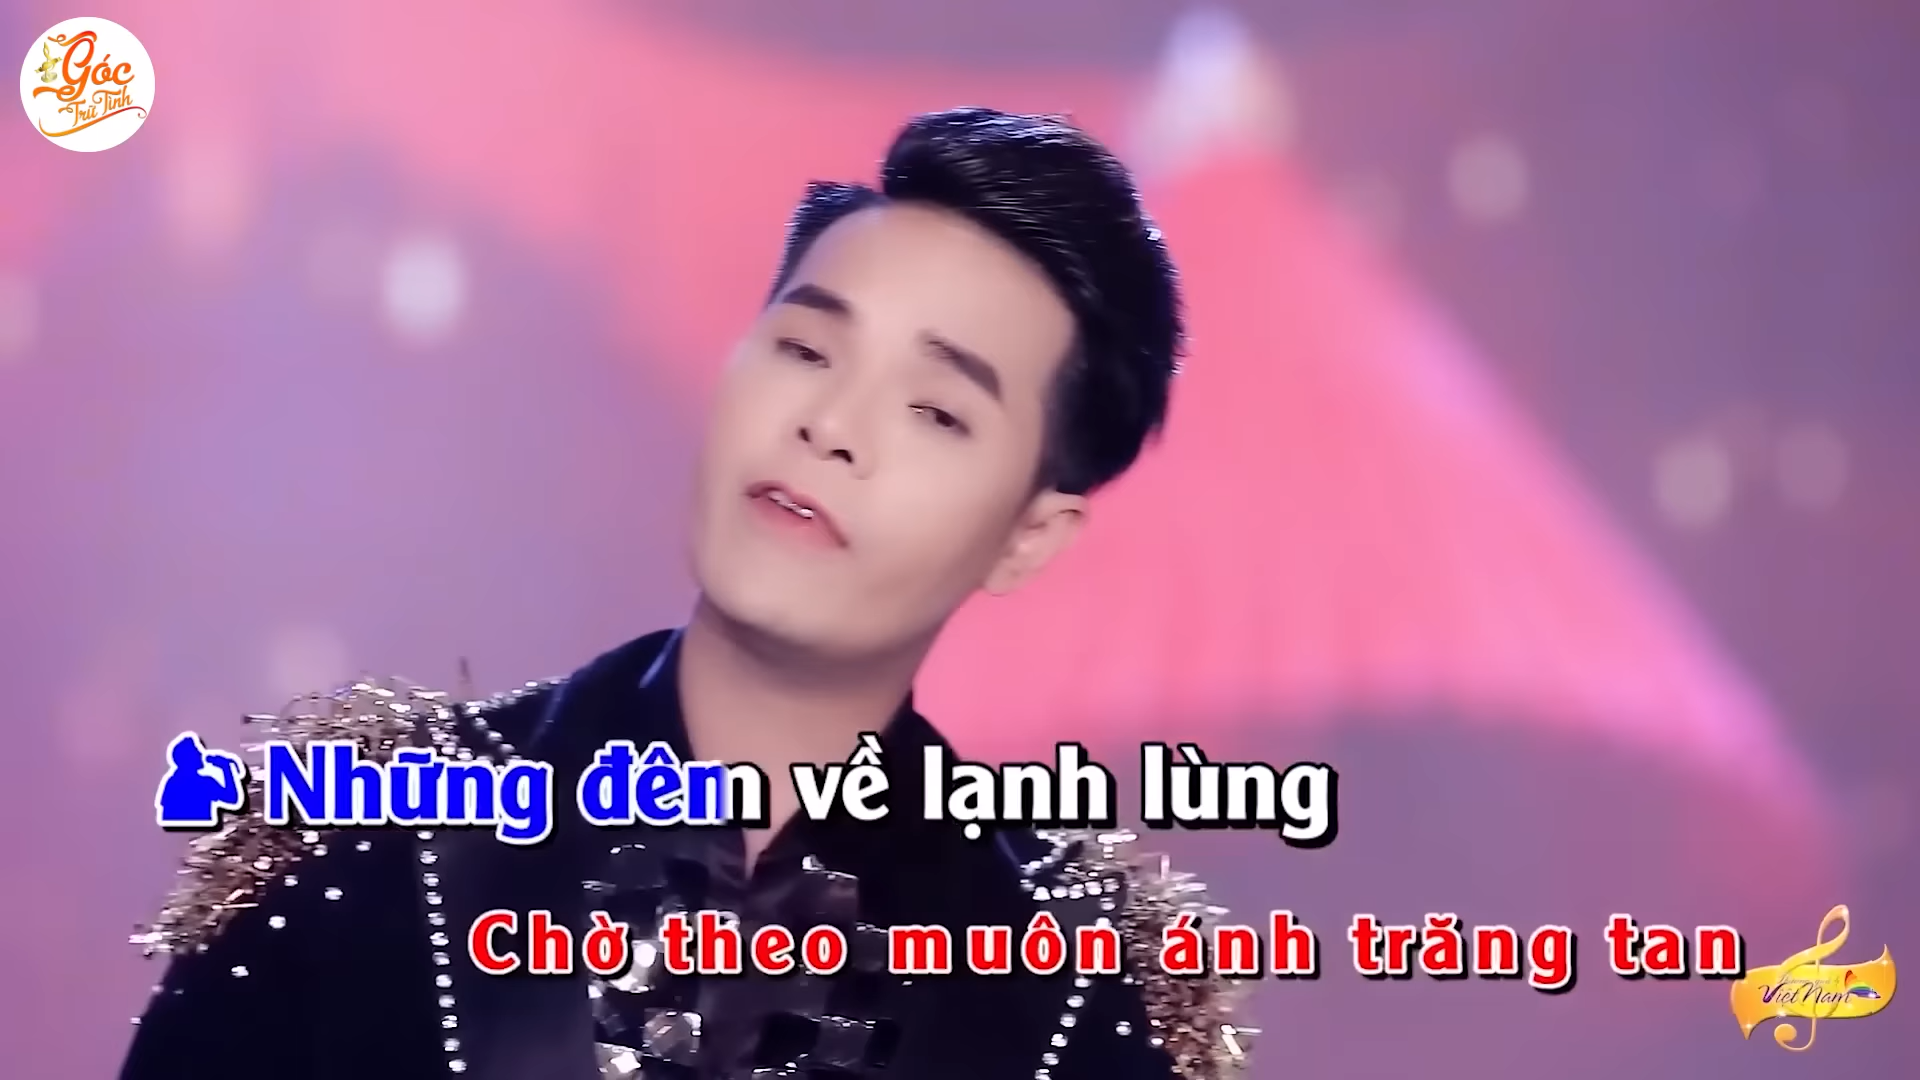 Góc
Trữ Tình
Những đêm về lạnh lùng
Chờ theo muôn ánh trăng tan
Việt Nam